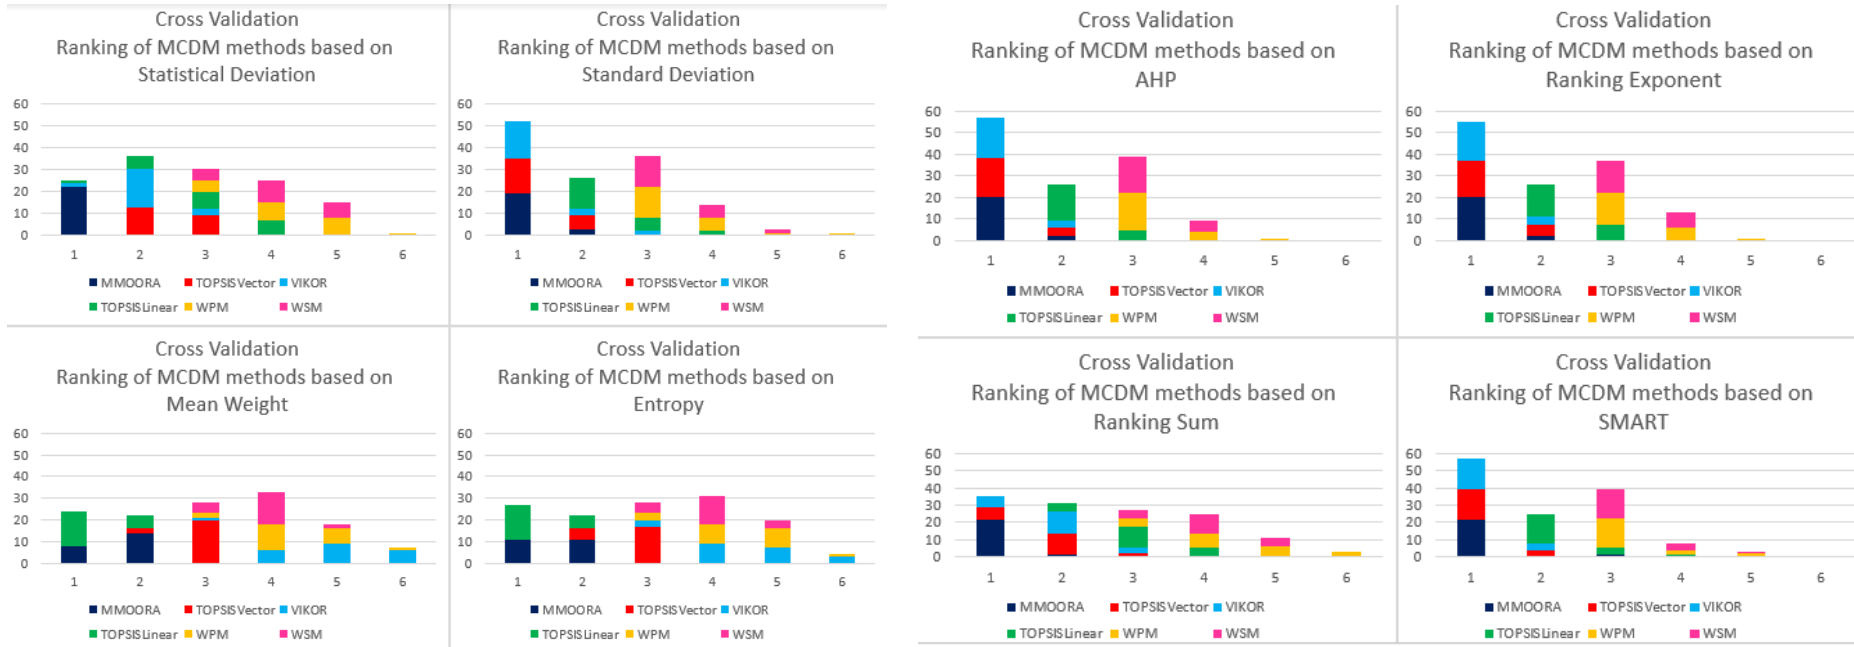 Cross Validation
Ranking of MCDM methods based on
Statistical Deviation
60
50
40
30
20
10
0
1 2 3 4 5 6
MMOORA TOPSISVector VIKOR
TOPSISLinear WPM WSM
Cross Validation
Ranking of MCDM methods based on
Standard Deviation
60
50
40
30
20
10
0
1 2 3 4 5 6
MMOORA TOPSISVector VIKOR
TOPSISLinear WPM WSM
Cross Validation
Ranking of MCDM methods based on
AHP
60
50
40
30
20
10
0
1 2 3 4 5 6
MMOORA TOPSISVector VIKOR
TOPSISLinear WPM WSM
Cross Validation
Ranking of MCDM methods based on
Ranking Exponent
60
50
40
30
20
10
0
1 2 3 4 5 6
MMOORA TOPSISVector VIKOR
TOPSISLinear WPM WSM
Cross Validation
Ranking of MCDM methods based on
Mean Weight
60
50
40
30
20
10
0
1 2 3 4 5 6
MMOORA TOPSISVector VIKOR
TOPSISLinear WPM WSM
Cross Validation
Ranking of MCDM methods based on
Entropy
60
50
40
30
20
10
0
1 2 3 4 5 6
MMOORA TOPSISVector VIKOR
TOPSISLinear WPM WSM
Cross Validation
Ranking of MCDM methods based on
Ranking Sum
60
50
40
30
20
10
0
1 2 3 4 5 6
MMOORA TOPSISVector VIKOR
TOPSISLinear WPM WSM
Cross Validation
Ranking of MCDM methods based on
SMART
60
50
40
30
20
10
0
1 2 3 4 5 6
MMOORA TOPSISVector VIKOR
TOPSISLinear WPM WSM